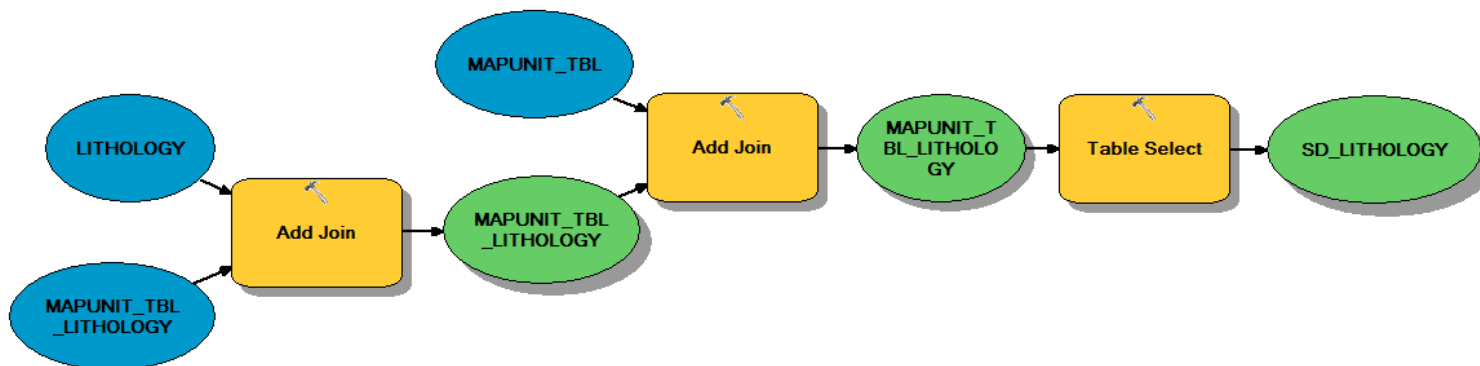 LITHOLOGY
MAPUNIT_TBL
_LITHOLOGY
Add Join
MAPUNIT_TBL
_LITHOLOGY
MAPUNIT_TBL
Add Join
MAPUNIT_T
BL_LITHOLO
GY
Table Select
SD_LITHOLOGY